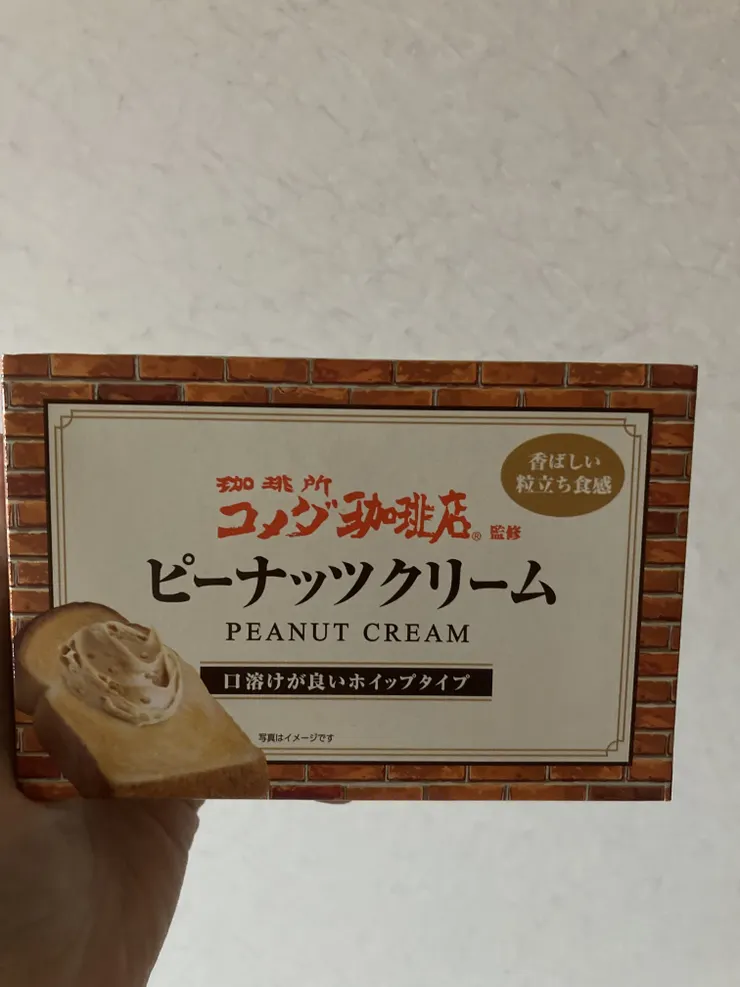 香ばしい
粒立ち食感
珈琲所
コメダ珈琲店® 監修
ピーナッツクリーム
PEANUT CREAM
口溶けが良いホイップタイプ
写真はイメージです